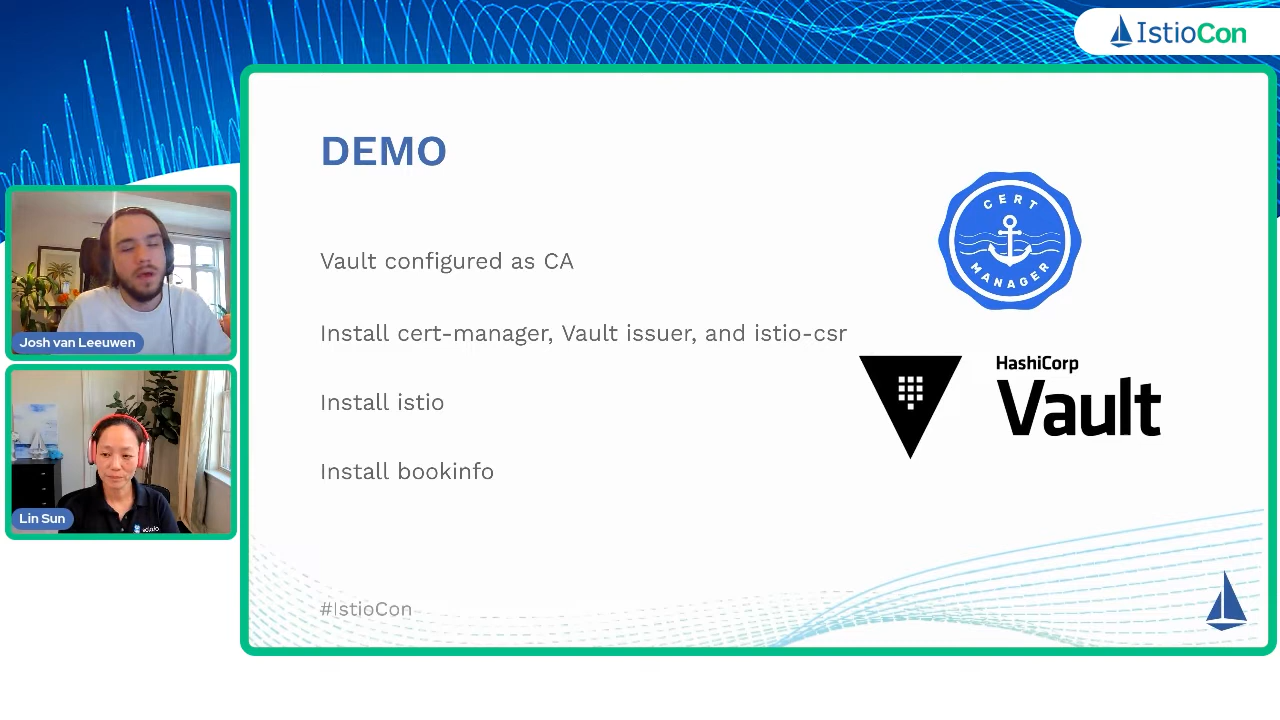 IstioCon
DEMO
CERT
MANAGER
Vault configured as CA
Install cert-manager, Vault issuer, and istio-csr
Josh van Leeuwen
HashiCorp
Vault
Install istio
Install bookinfo
Lin Sun
#IstioCon